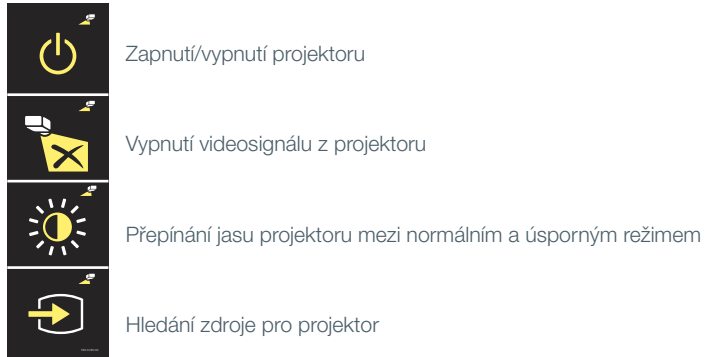 Zapnutí/vypnutí projektoru
Vypnutí videosignálu z projektoru
Přepínání jasu projektoru mezi normálním a úsporným režimem
Hledání zdroje pro projektor